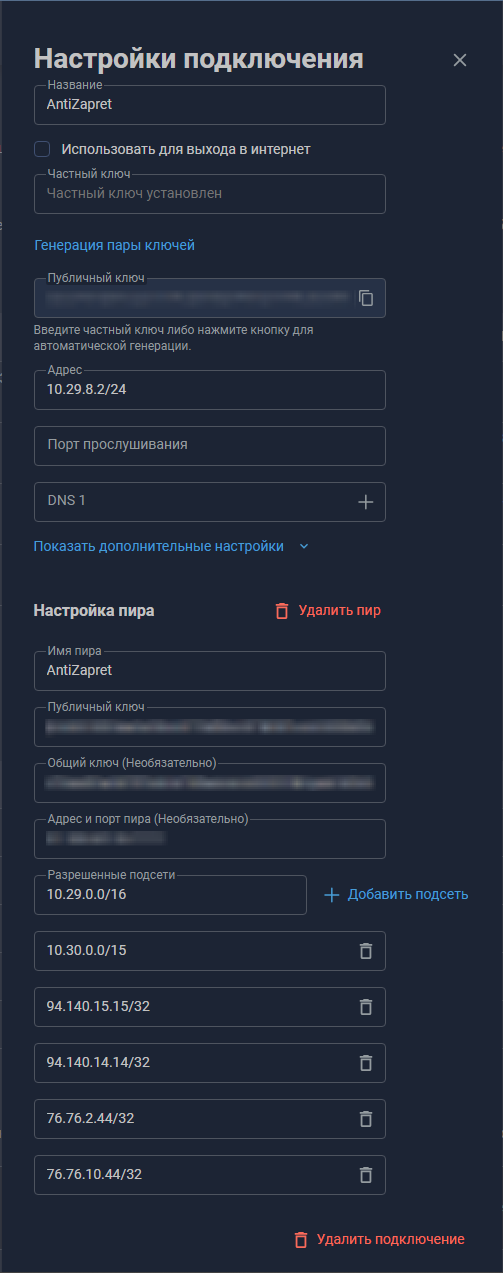 Настройки подключения
Название
AntiZapret
Использовать для выхода в интернет
Частный ключ
Частный ключ установлен
Генерация пары ключей
Публичный ключ
Введите частный ключ либо нажмите кнопку для
автоматической генерации.
Адрес
10.29.8.2/24
Порт прослушивания
DNS 1
Показать дополнительные настройки
Настройка пира
Удалить пир
Имя пира
AntiZapret
Публичный ключ
Общий ключ (Необязательно)
Адрес и порт пира (Необязательно)
Разрешенные подсети
10.29.0.0/16
Добавить подсеть
10.30.0.0/15
94.140.15.15/32
94.140.14.14/32
76.76.2.44/32
76.76.10.44/32
Удалить подключение